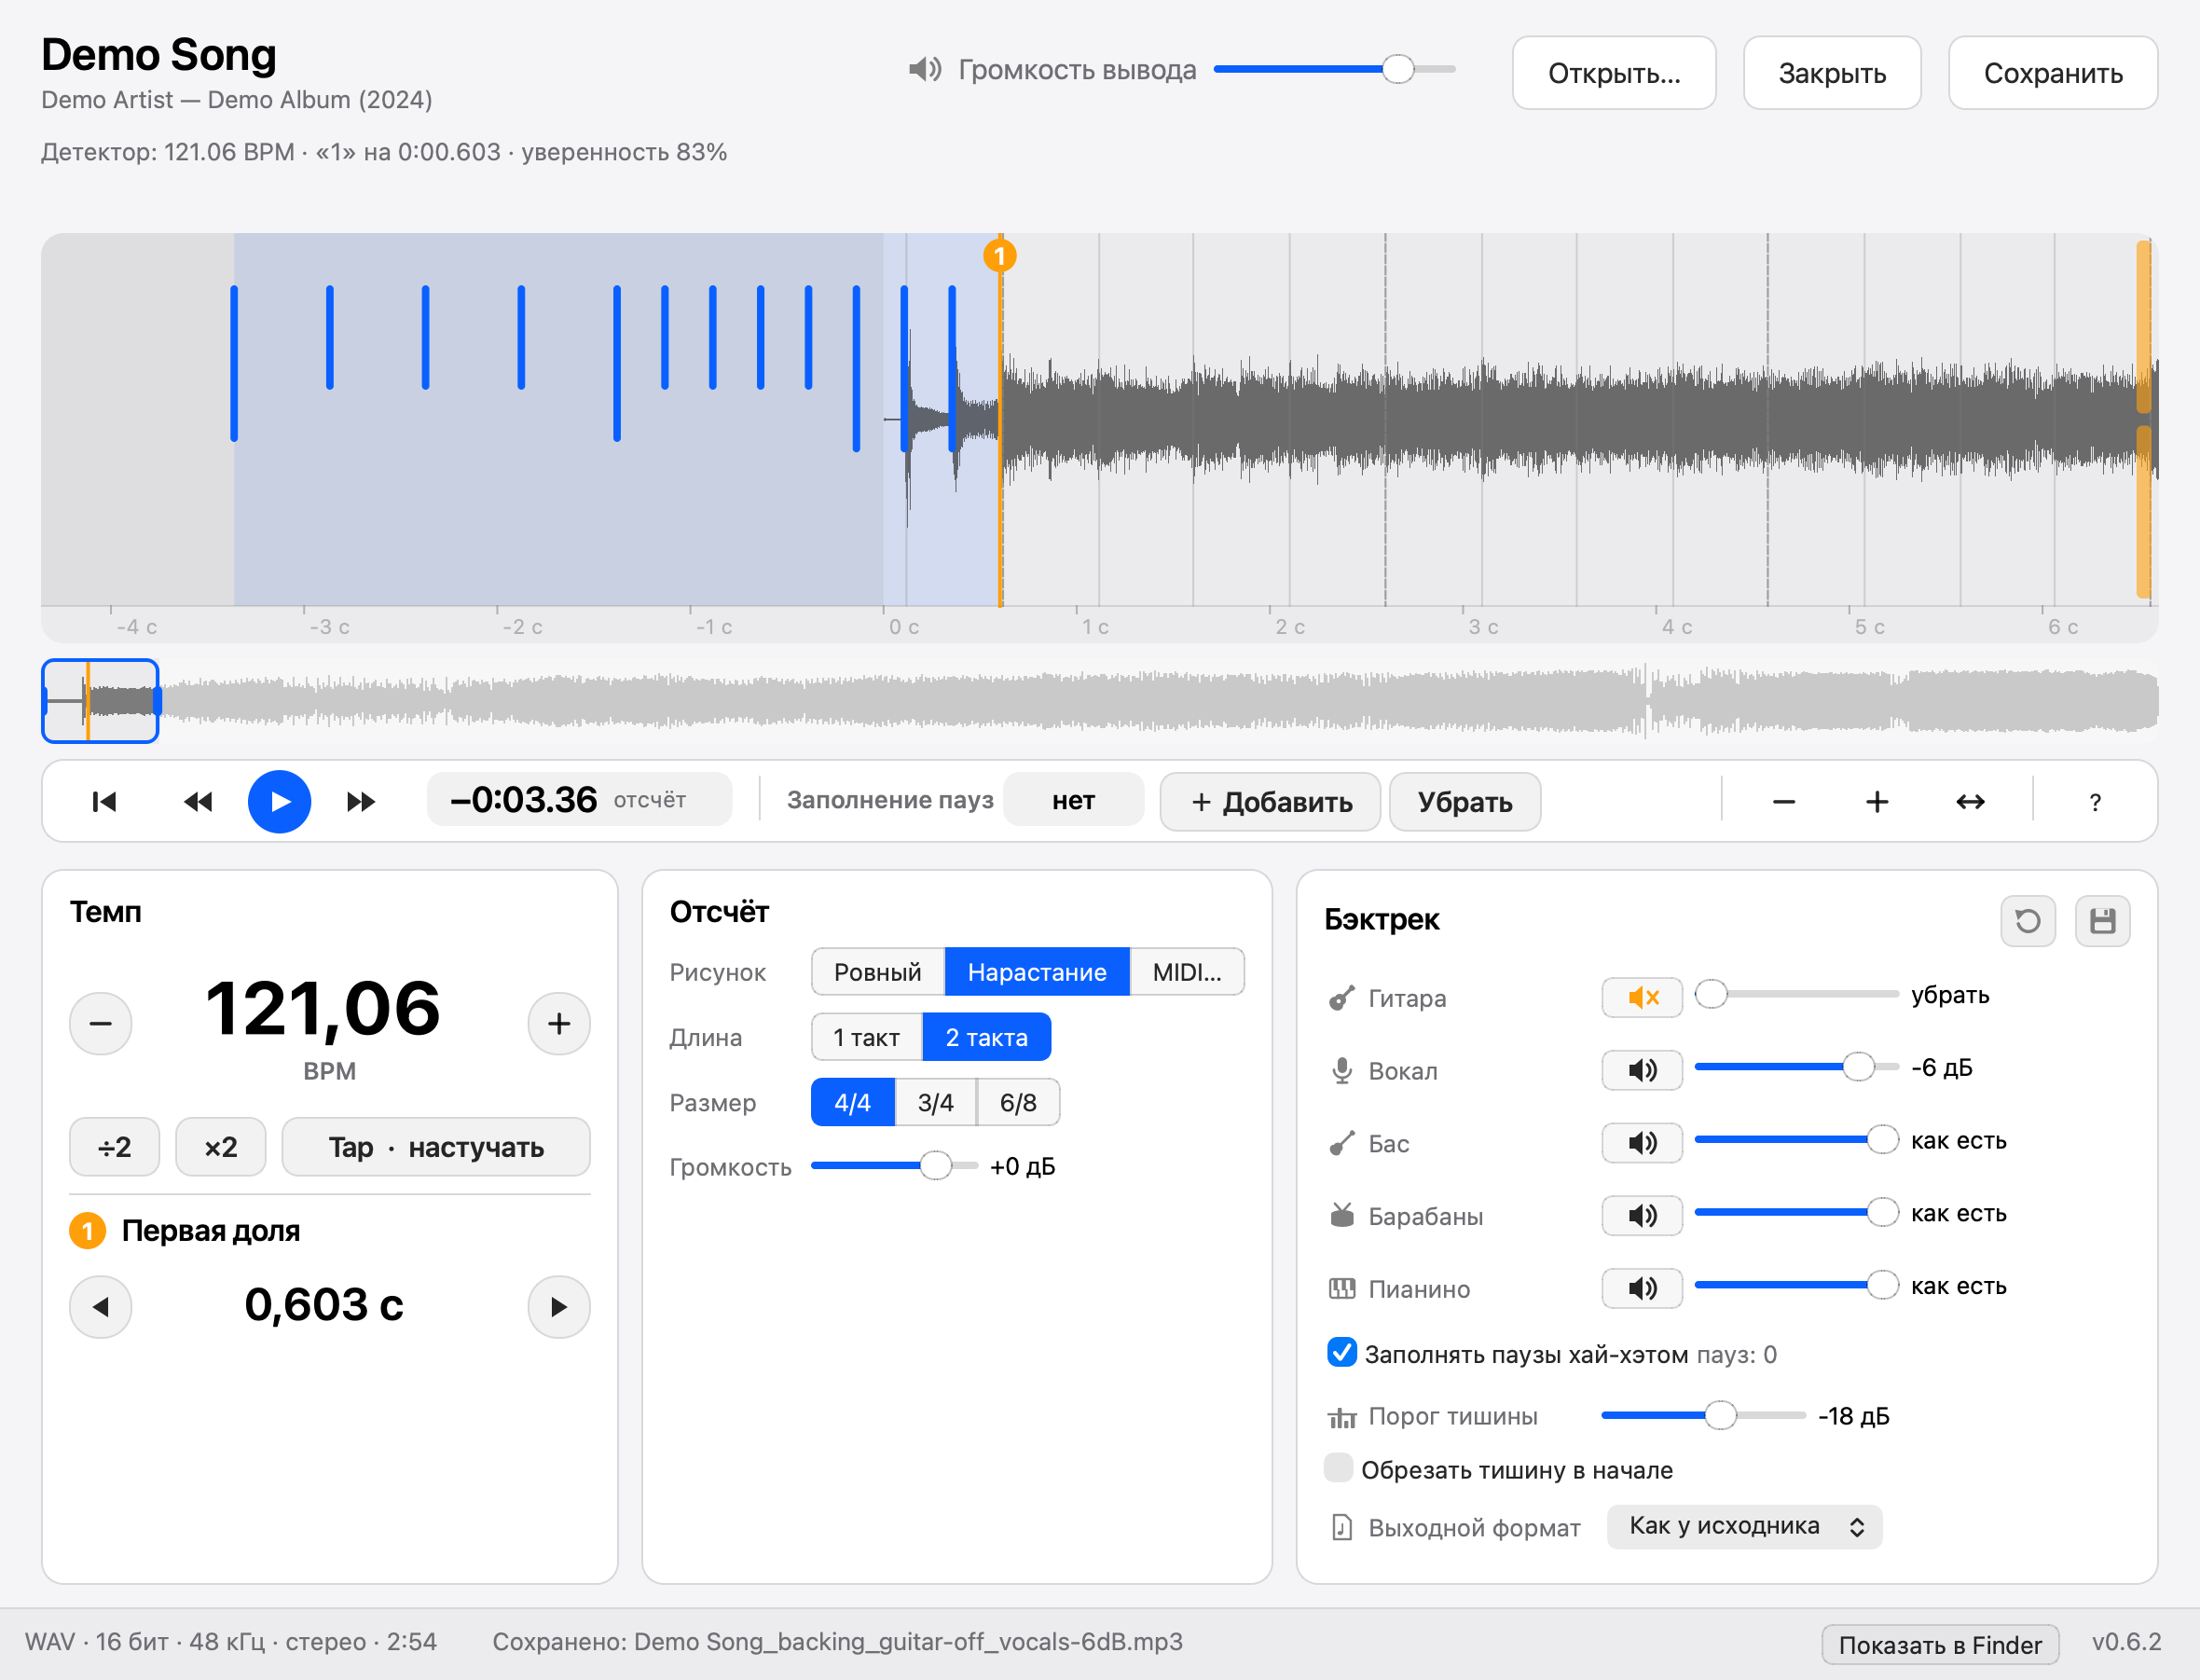 Demo Song
Demo Artist — Demo Album (2024)
Детектор: 121.06 BPM · «1» на 0:00.603 · уверенность 83%
Громкость вывода
Открыть...
Закрыть
Сохранить
1
-4 с
-3 с
-2 с
-1 с
0 с
1 с
2 с
3 с
4 с
5 с
6 с
−0:03.36 отсчёт
Заполнение пауз
нет
+ Добавить
Убрать
?
Темп
121,06
BPM
÷2
×2
Tap · настучать
1 Первая доля
0,603 с
Отсчёт
Рисунок Ровный Нарастание MIDI...
Длина 1 такт 2 такта
Размер 4/4 3/4 6/8
Громкость +0 дБ
Бэктрек
Гитара убрать
Вокал -6 дБ
Бас как есть
Барабаны как есть
Пианино как есть
Заполнять паузы хай-хэтом пауз: 0
Порог тишины -18 дБ
Обрезать тишину в начале
Выходной формат Как у исходника
WAV · 16 бит · 48 кГц · стерео · 2:54
Сохранено: Demo Song_backing_guitar-off_vocals-6dB.mp3
Показать в Finder
v0.6.2